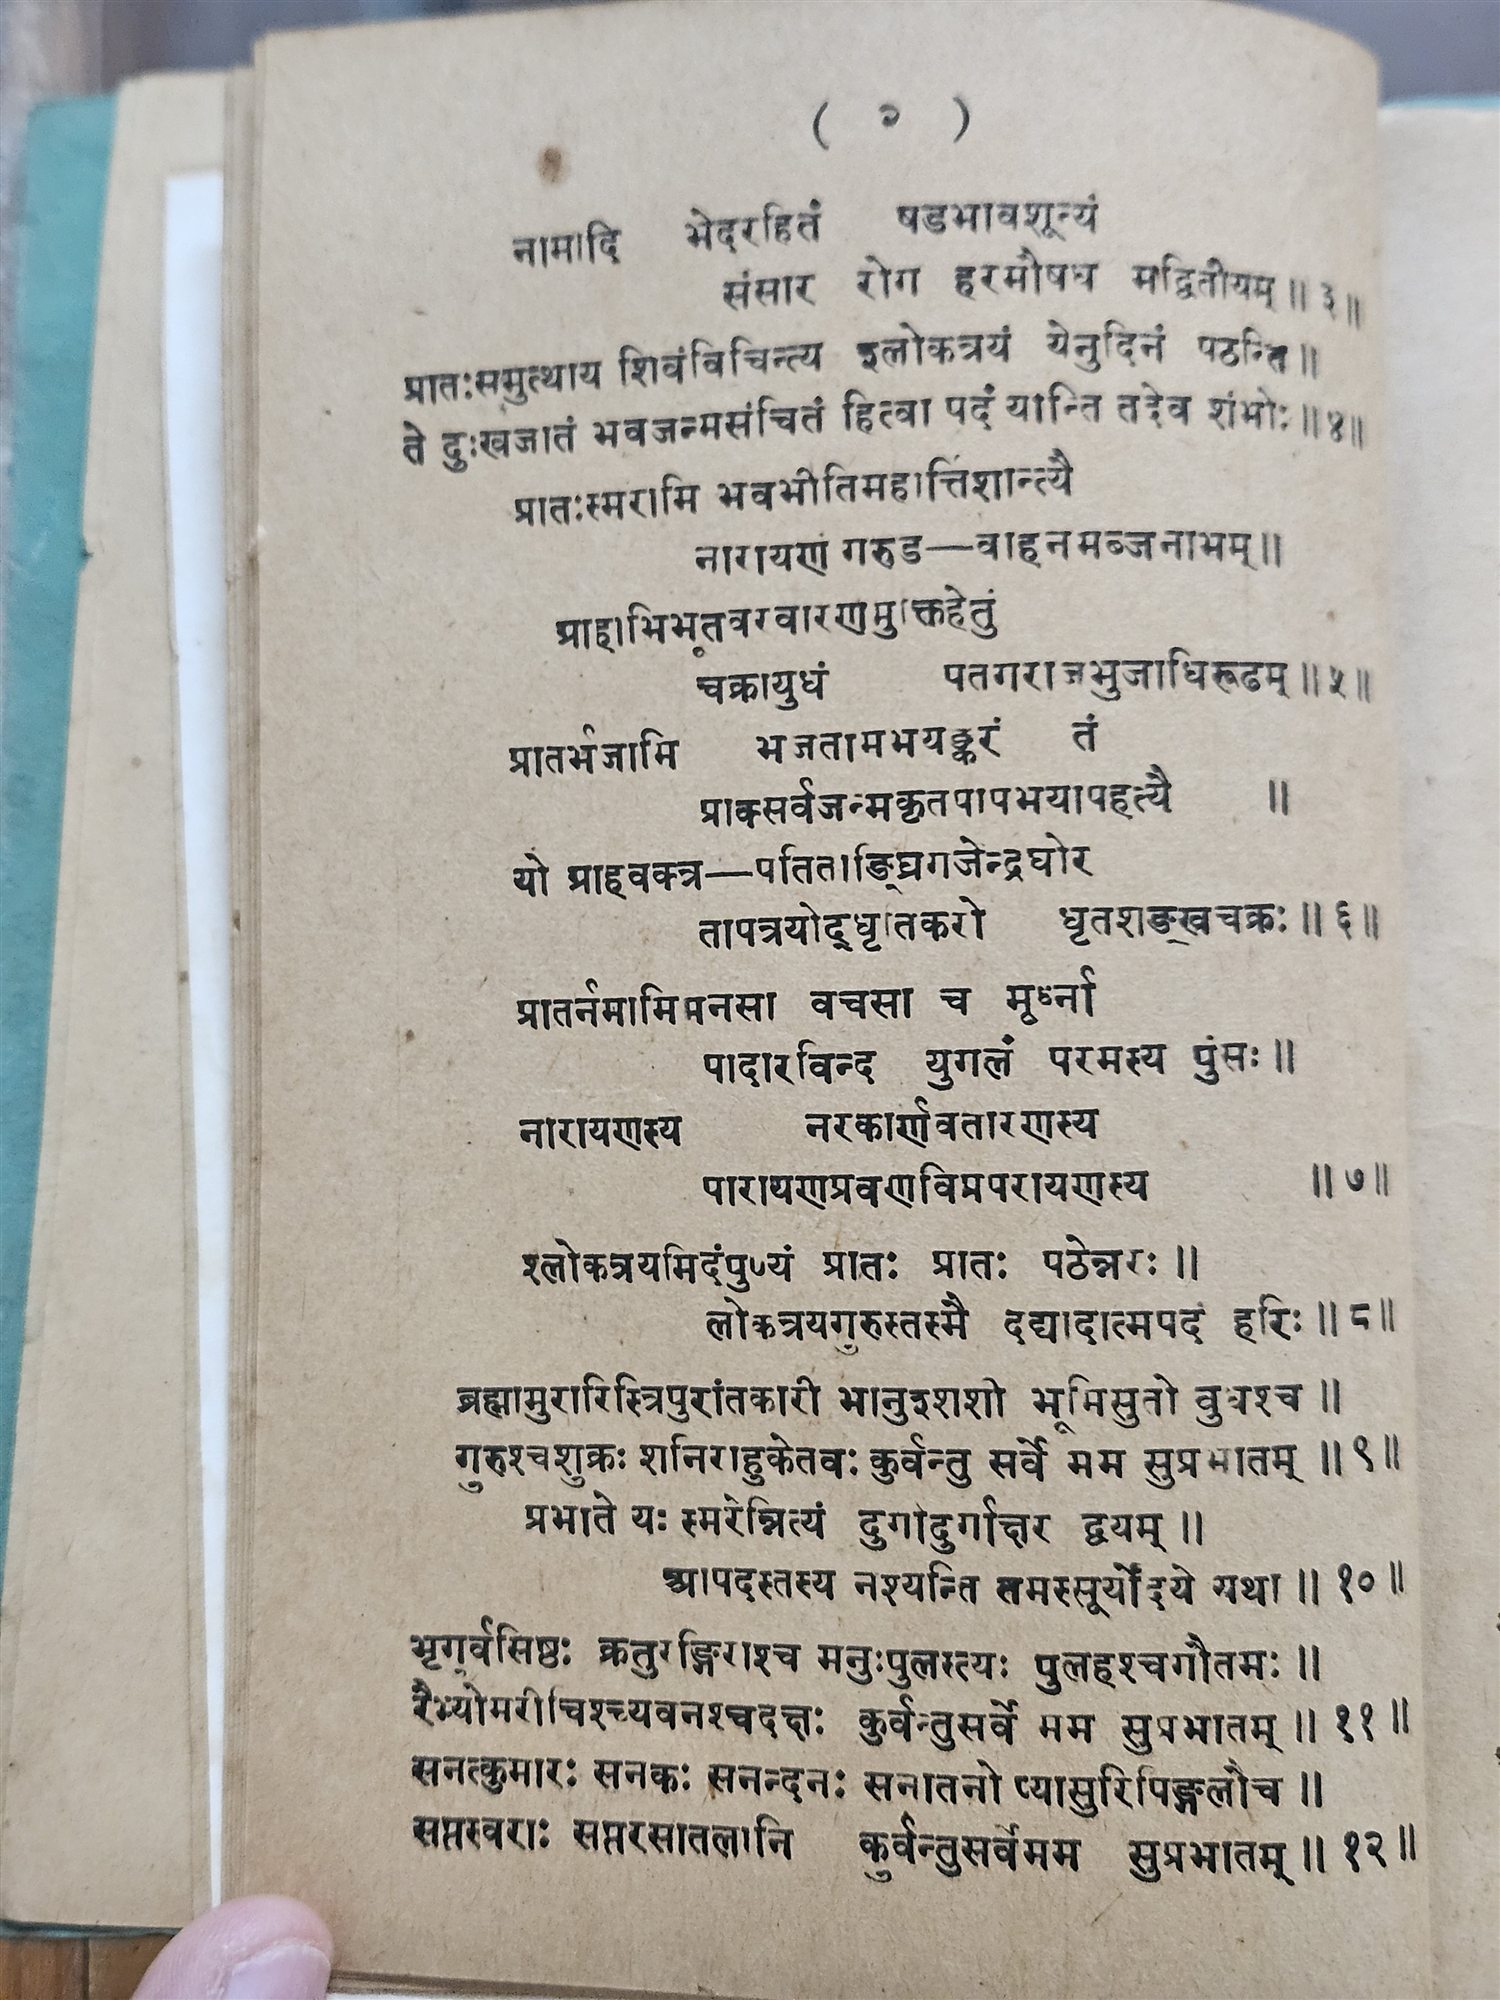 ( २ )
नामादि भेदरहितं षडभावशून्यं
संसार रोग हरमौषध मद्वितीयम् ॥ ३ ॥
प्रातःसमुत्थाय शिवंविचिन्त्य श्लोकत्रयं येनुदिनं पठन्ति ॥
ते दुःखजातं भवजन्मसंचितं हित्वा पदं यान्ति तदेव शंभोः ॥ ४ ॥
प्रातःस्मरामि भवभीतिमहार्त्तिशान्त्यै
नारायणं गरुड—वाहनमब्जनाभम् ॥
ग्राहाभिभूतवरवारणमुक्तिहेतुं
चक्रायुधं पतगराजभुजाधिरूढम् ॥ ५ ॥
प्रातर्भजामि भजतामभयङ्करं तं
प्राक्सर्वजन्मकृतपापभयापहत्यै ॥
यो ग्राहवक्त्र—पतिताङ्घ्रिगजेन्द्रघोर
तापत्रयोद्धृतिकरो धृतशङ्खचक्रः ॥ ६ ॥
प्रातर्नमामिमनसा वचसा च मूर्ध्ना
पादारविन्द युगलं परमस्य पुंसः ॥
नारायणस्य नरकार्णवतारणस्य
पारायणप्रवणविप्रपरायणस्य ॥ ७ ॥
श्लोकत्रयमिदंपुण्यं प्रातः प्रातः पठेन्नरः ॥
लोकत्रयगुरुस्तस्मै दद्यादात्मपदं हरिः ॥ ८ ॥
ब्रह्मामुरारिस्त्रिपुरांतकारी भानुश्शशी भूमिसुतो बुधश्च ॥
गुरुश्चशुक्रः शनिराहुकेतवः कुर्वन्तु सर्वे मम सुप्रभातम् ॥ ९ ॥
प्रभाते यः स्मरेन्नित्यं दुर्गादुर्गाक्षर द्वयम् ॥
आपदस्तस्य नश्यन्ति तमस्सूर्योदये यथा ॥ १० ॥
भृगुर्वसिष्ठः क्रतुरङ्गिराश्च मनुःपुलस्त्यः पुलहश्चगौतमः ॥
रैभ्योमरीचिश्च्यवनश्चदक्षः कुर्वन्तुसर्वे मम सुप्रभातम् ॥ ११ ॥
सनत्कुमारः सनकः सनन्दनः सनातनो प्यासुरिपिङ्गलौच ॥
सप्तस्वराः सप्तरसातलानि कुर्वन्तुसर्वेमम सुप्रभातम् ॥ १२ ॥